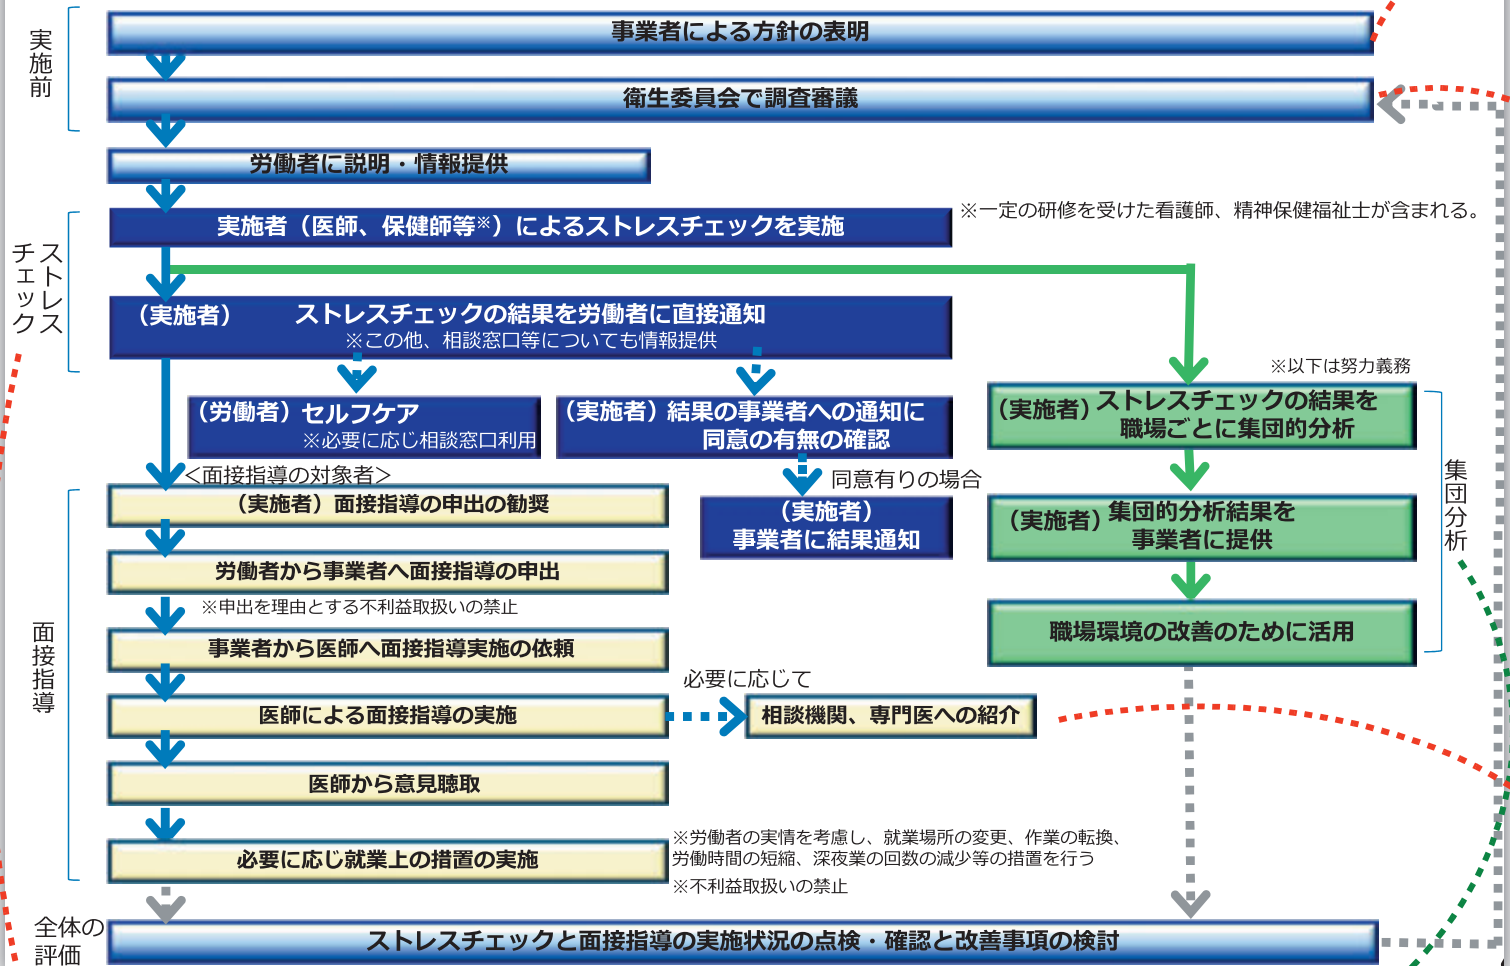 実施前
事業者による方針の表明
衛生委員会で調査審議
労働者に説明・情報提供
ストレス
チェック
実施者（医師、保健師等※）によるストレスチェックを実施
※一定の研修を受けた看護師、精神保健福祉士が含まれる。
（実施者） ストレスチェックの結果を労働者に直接通知
※この他、相談窓口等についても情報提供
（労働者）セルフケア
※必要に応じ相談窓口利用
（実施者）結果の事業者への通知に
同意の有無の確認
同意有りの場合
（実施者）
事業者に結果通知
※以下は努力義務
集団分析
（実施者）ストレスチェックの結果を
職場ごとに集団的分析
（実施者）集団的分析結果を
事業者に提供
職場環境の改善のために活用
面接指導
＜面接指導の対象者＞
（実施者）面接指導の申出の勧奨
労働者から事業者へ面接指導の申出
※申出を理由とする不利益取扱いの禁止
事業者から医師へ面接指導実施の依頼
医師による面接指導の実施
必要に応じて
相談機関、専門医への紹介
医師から意見聴取
必要に応じ就業上の措置の実施
※労働者の実情を考慮し、就業場所の変更、作業の転換、
労働時間の短縮、深夜業の回数の減少等の措置を行う
※不利益取扱いの禁止
全体の
評価
ストレスチェックと面接指導の実施状況の点検・確認と改善事項の検討